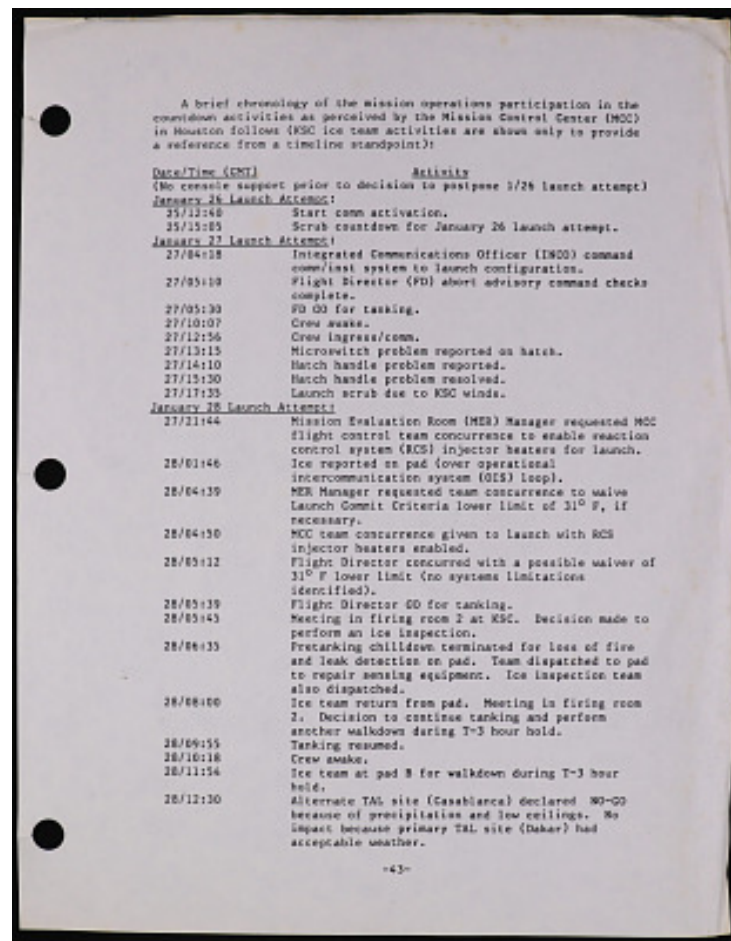 A brief chronology of the mission operations participation in the
countdown activities as perceived by the Mission Control Center (MCC)
in Houston follows (KSC ice team activities are shown only to provide
a reference from a timeline standpoint):
Date/Time (GMT) Activity
(No console support prior to decision to postpone 1/26 launch attempt)
January 26 Launch Attempt:
25/12:40 Start comm activation.
25/15:05 Scrub countdown for January 26 launch attempt.
January 27 Launch Attempt:
27/04:18 Integrated Communications Officer (INCO) command
comm/inst system to launch configuration.
27/05:10 Flight Director (FD) abort advisory command checks
complete.
27/05:30 FD GO for tanking.
27/10:07 Crew awake.
27/12:56 Crew ingress/comm.
27/13:15 Microswitch problem reported on hatch.
27/14:10 Hatch handle problem reported.
27/15:30 Hatch handle problem resolved.
27/17:35 Launch scrub due to KSC winds.
January 28 Launch Attempt:
27/21:44 Mission Evaluation Room (MER) Manager requested MCC
flight control team concurrence to enable reaction
control system (RCS) injector heaters for launch.
28/01:46 Ice reported on pad (over operational
intercommunication system (OIS) loop).
28/04:39 MER Manager requested team concurrence to waive
Launch Commit Criteria lower limit of 31° F, if
necessary.
28/04:50 MCC team concurrence given to launch with RCS
injector heaters enabled.
28/05:12 Flight Director concurred with a possible waiver of
31° F lower limit (no systems limitations
identified).
28/05:39 Flight Director GO for tanking.
28/05:45 Meeting in firing room 2 at KSC. Decision made to
perform an ice inspection.
28/06:35 Pretanking chilldown terminated for loss of fire
and leak detection on pad. Team dispatched to pad
to repair sensing equipment. Ice inspection team
also dispatched.
28/08:00 Ice team return from pad. Meeting in firing room
2. Decision to continue tanking and perform
another walkdown during T-3 hour hold.
28/09:55 Tanking resumed.
28/10:18 Crew awake.
28/11:54 Ice team at pad B for walkdown during T-3 hour
hold.
28/12:30 Alternate TAL site (Casablanca) declared NO-GO
because of precipitation and low ceilings. No
impact because primary TAL site (Dakar) had
acceptable weather.
-43-